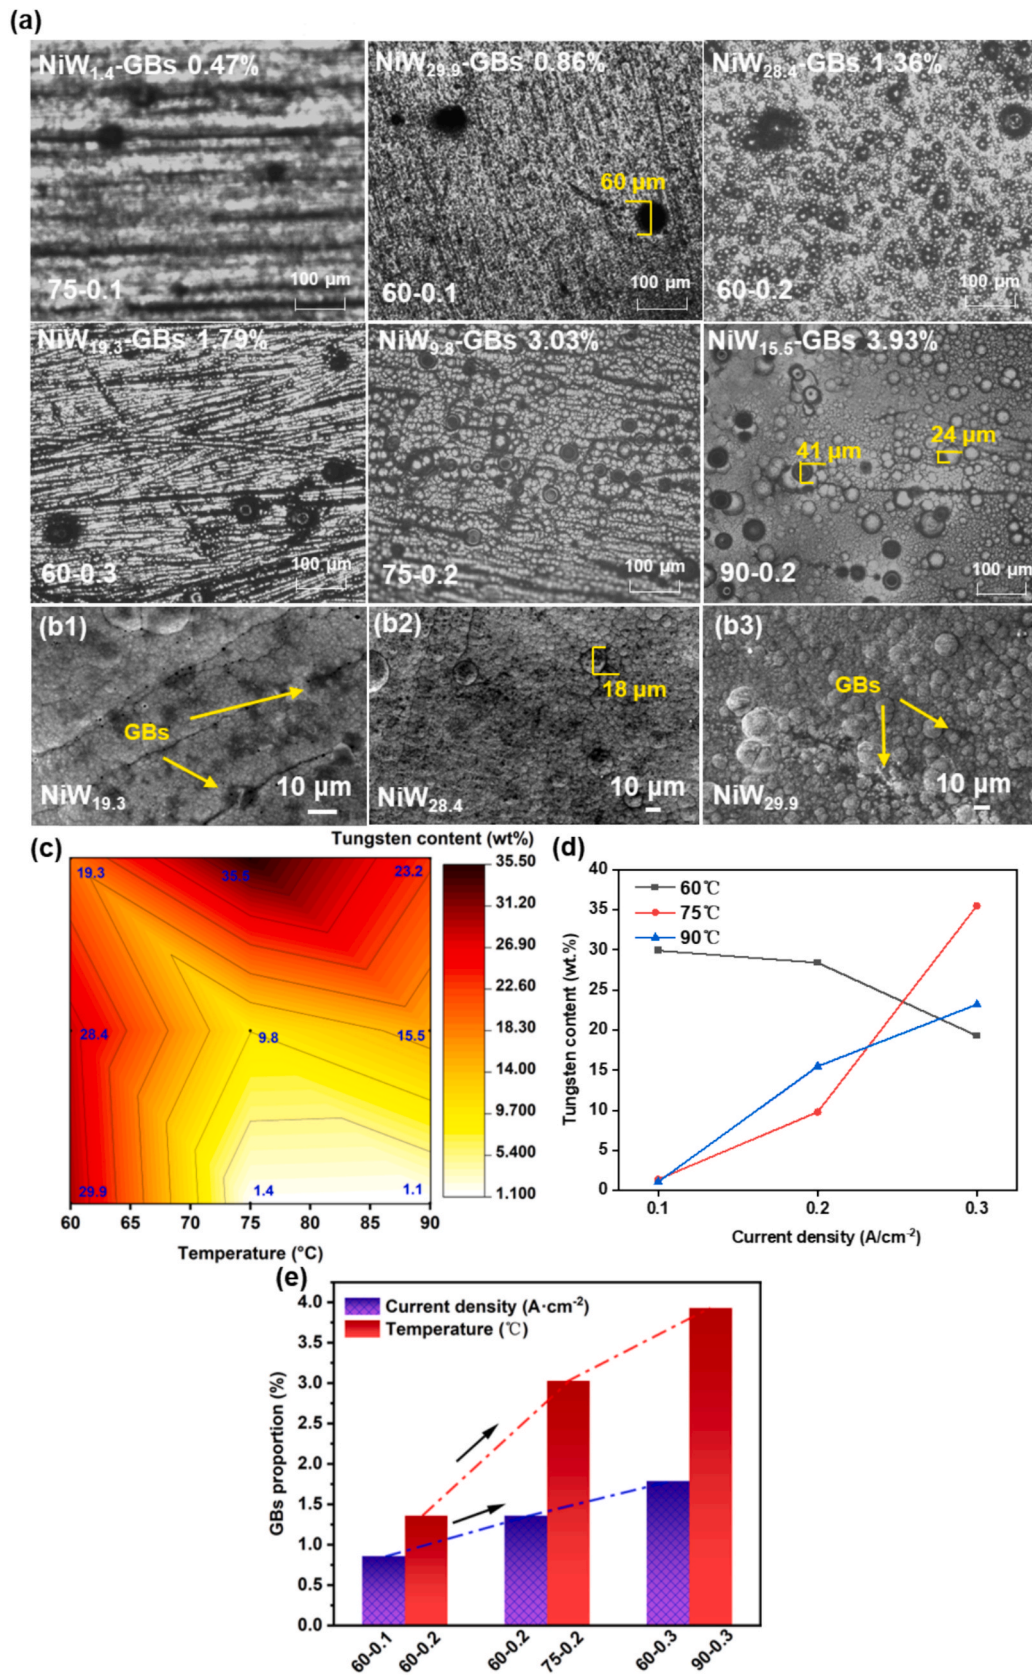 (a)
NiW1.4-GBs 0.47%
75-0.1
100 μm
NiW29.9-GBs 0.86%
60 μm
60-0.1
100 μm
NiW28.4-GBs 1.36%
60-0.2
100 μm
NiW19.3-GBs 1.79%
60-0.3
100 μm
NiW9.8-GBs 3.03%
75-0.2
100 μm
NiW15.5-GBs 3.93%
41 μm
24 μm
90-0.2
100 μm
(b1)
GBs
NiW19.3
10 μm
(b2)
18 μm
NiW28.4
10 μm
(b3)
GBs
NiW29.9
10 μm
(c)
Tungsten content (wt%)
19.3
35.5
23.2
28.4
9.8
15.5
29.9
1.4
1.1
60 65 70 75 80 85 90
Temperature (°C)
35.50
31.20
26.90
22.60
18.30
14.00
9.700
5.400
1.100
(d)
Tungsten content (wt.%)
40
35
30
25
20
15
10
5
0
60℃
75℃
90℃
0.1 0.2 0.3
Current density (A/cm-2)
(e)
GBs proportion (%)
4.0
3.5
3.0
2.5
2.0
1.5
1.0
0.5
0.0
Current density (A·cm-2)
Temperature (℃)
60-0.1 60-0.2 60-0.2 75-0.2 60-0.3 90-0.3